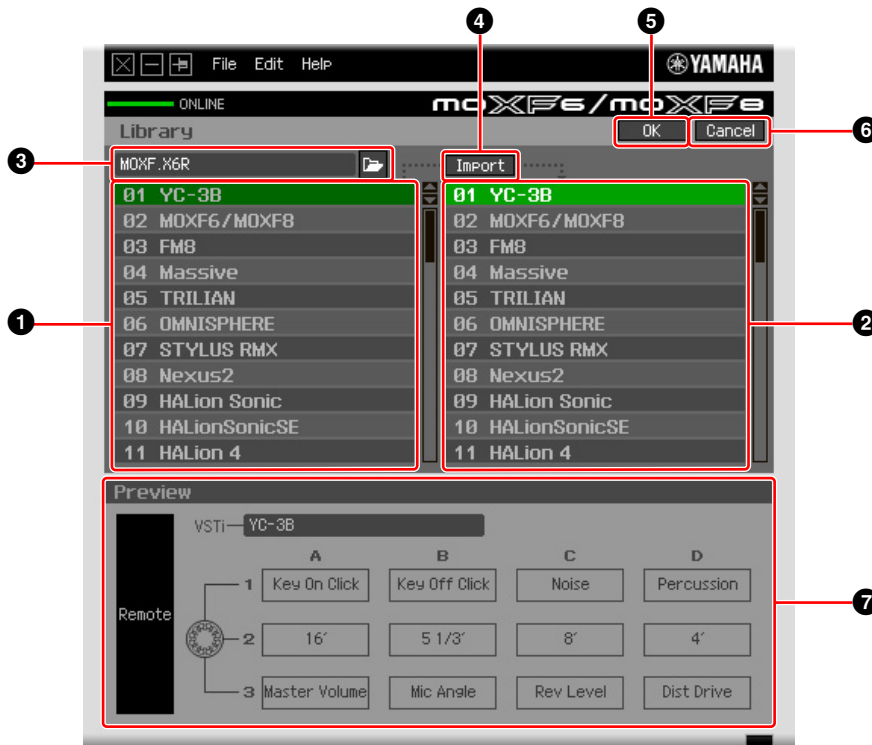 4 5
File Edit Help YAMAHA
ONLINE MOXF6/MOXF8
Library OK Cancel 6
3 MOXF.X6R Import
01 YC-3B 01 YC-3B
02 MOXF6/MOXF8 02 MOXF6/MOXF8
03 FM8 03 FM8
04 Massive 04 Massive
05 TRILIAN 05 TRILIAN
1 06 OMNISPHERE 06 OMNISPHERE 2
07 STYLUS RMX 07 STYLUS RMX
08 Nexus2 08 Nexus2
09 HALion Sonic 09 HALion Sonic
10 HALionSonicSE 10 HALionSonicSE
11 HALion 4 11 HALion 4
Preview
VSTi YC-3B
A B C D
1 Key On Click Key Off Click Noise Percussion
Remote 7
2 16′ 5 1/3′ 8′ 4′
3 Master Volume Mic Angle Rev Level Dist Drive